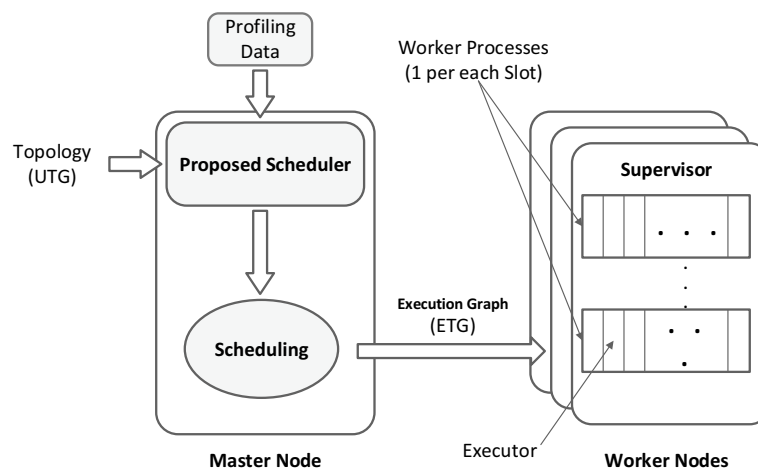 Profiling
Data
Worker Processes
(1 per each Slot)
Topology
(UTG)
Proposed Scheduler
Supervisor
. . .
Execution Graph
(ETG)
Scheduling
Executor
Master Node
Worker Nodes